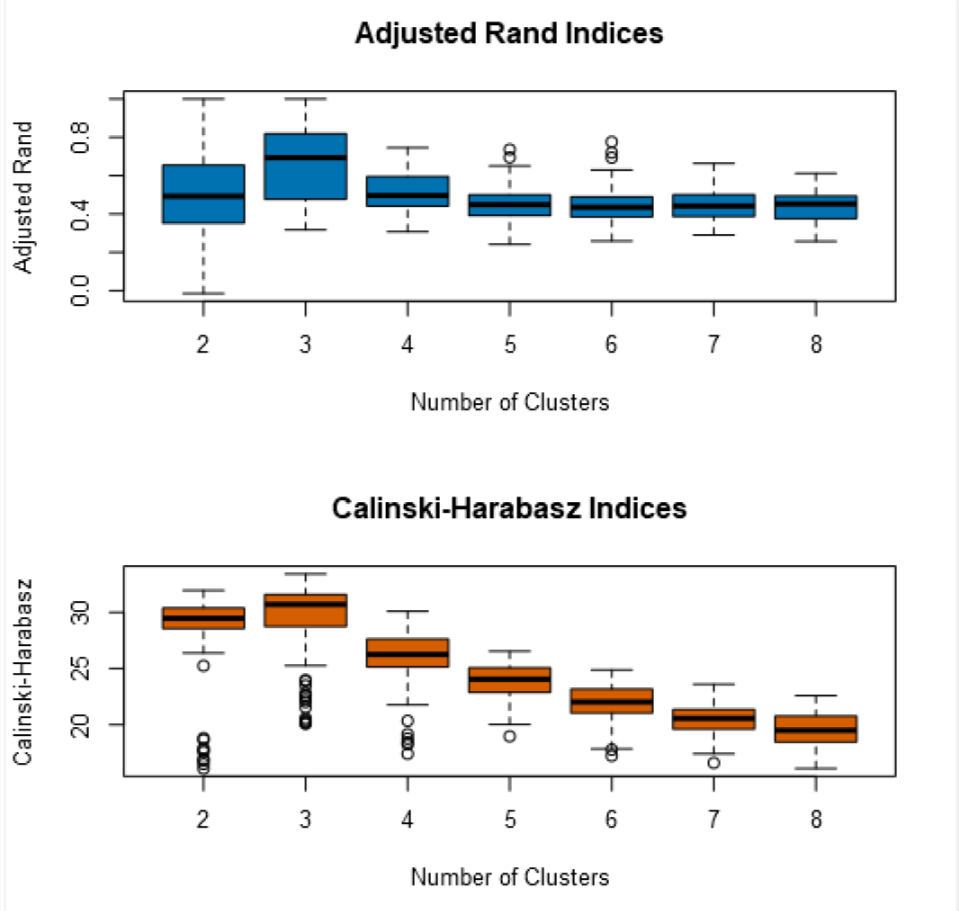 Adjusted Rand Indices
Adjusted Rand
0.8
0.4
0.0
2 3 4 5 6 7 8
Number of Clusters
Calinski-Harabasz Indices
Calinski-Harabasz
30
25
20
2 3 4 5 6 7 8
Number of Clusters